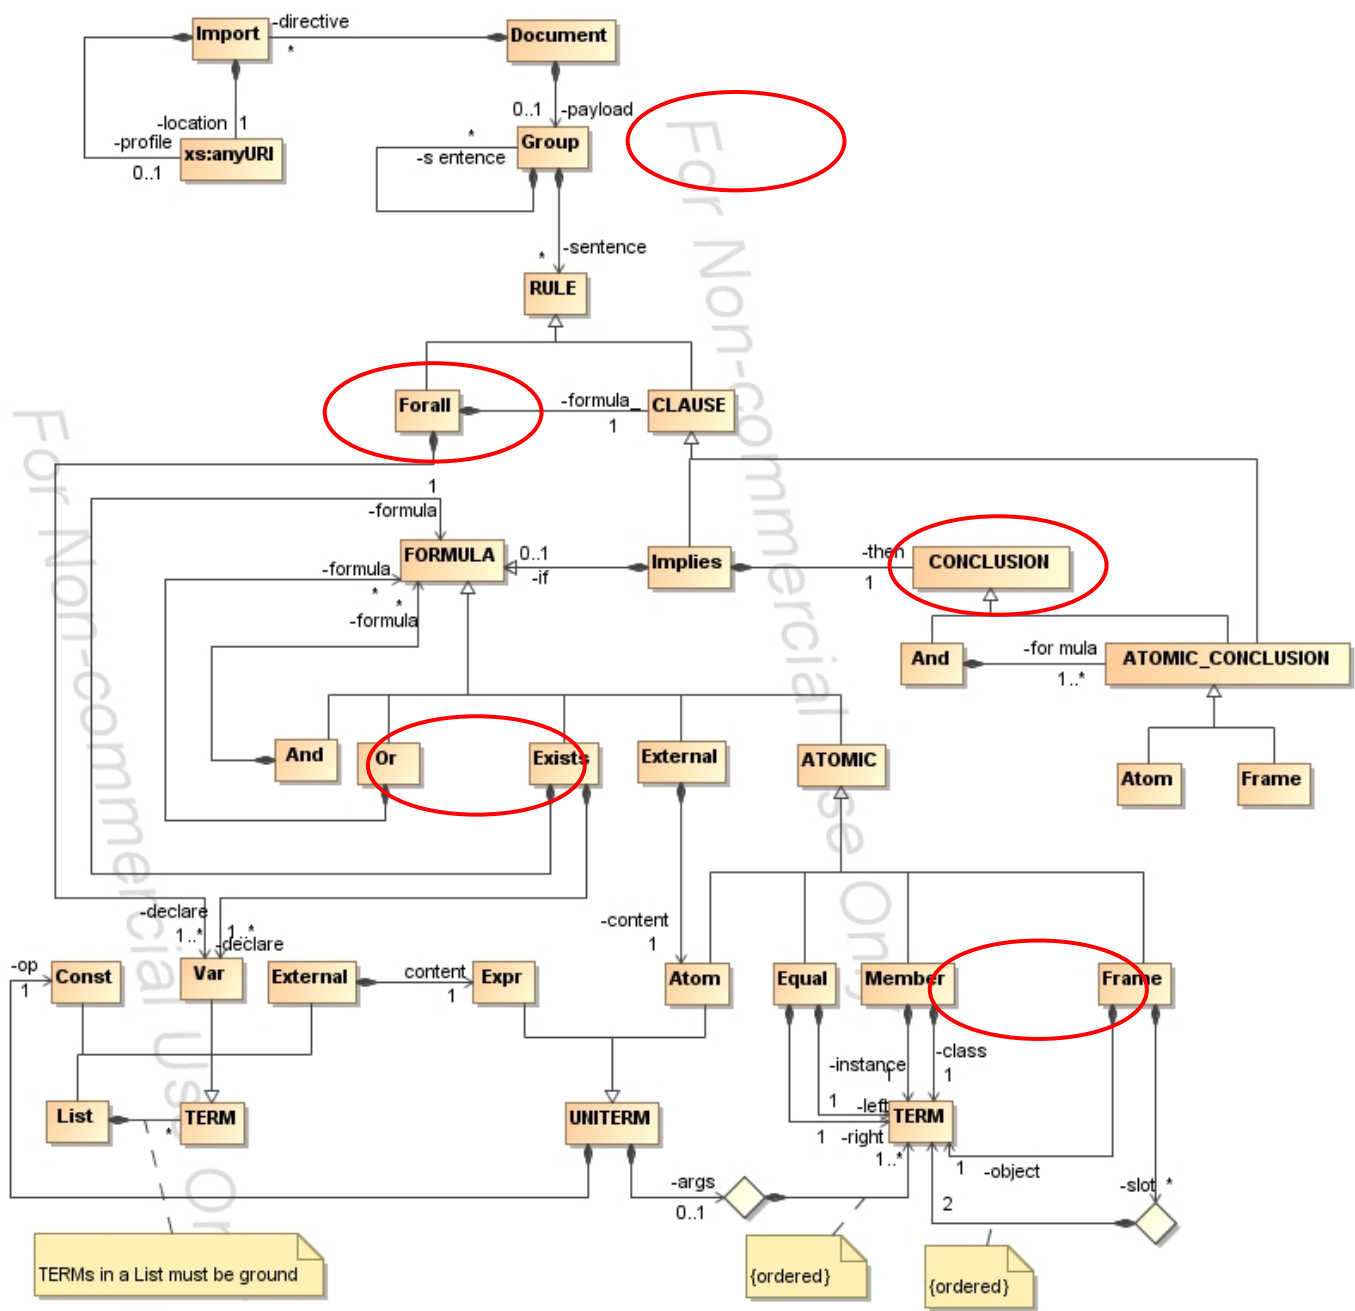 Import
-directive
*
Document
-location
1
-profile
0..1
xs:anyURI
0..1
-payload
*
-s entence
Group
-sentence
*
RULE
Forall
-formula_
1
CLAUSE
1
-formula
FORMULA
0..1
-if
Implies
-then
1
CONCLUSION
-formula
*
*
-formula
And
-for mula
1..*
ATOMIC_CONCLUSION
And
Or
Exists
External
ATOMIC
Atom
Frame
-declare
1..*
1..*
-declare
-content
1
-op
1
Const
Var
External
content
1
Expr
Atom
Equal
Member
Frame
-instance
1
-class
1
List
*
TERM
UNITERM
1
-left
TERM
1
-right
1..*
1
-object
-args
0..1
2
-slot
*
TERMs in a List must be ground
{ordered}
{ordered}
For Non-commercial Use Only
For Non-commercial Use On